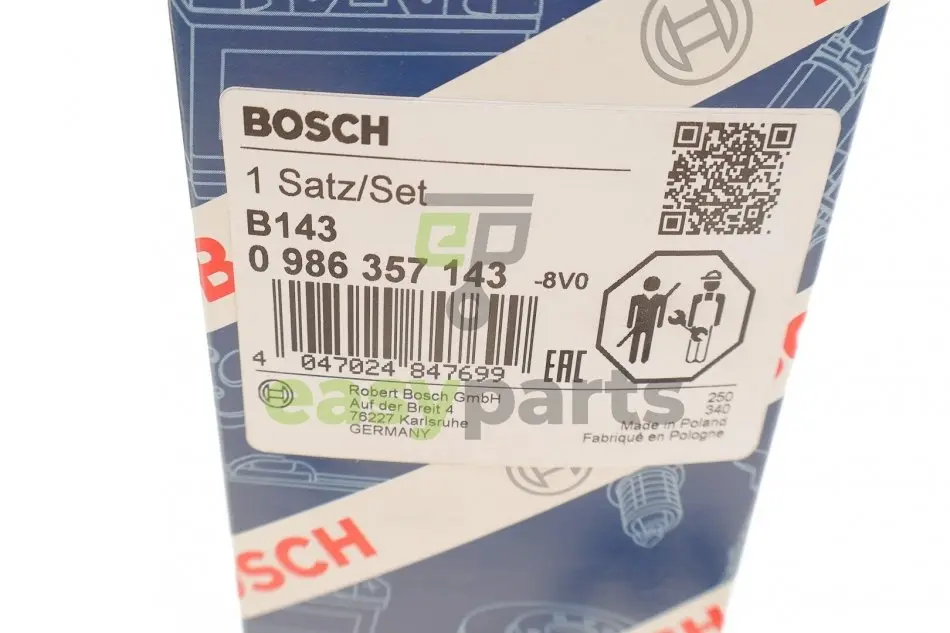 BOSCH
1 Satz/Set
B143
0 986 357 143 -8V0
4 047024 847699
EAC
Robert Bosch GmbH
Auf der Breit 4
76227 Karlsruhe
GERMANY
250
340
Made in Poland
Fabriqué en Pologne
easyparts
B
OSCH